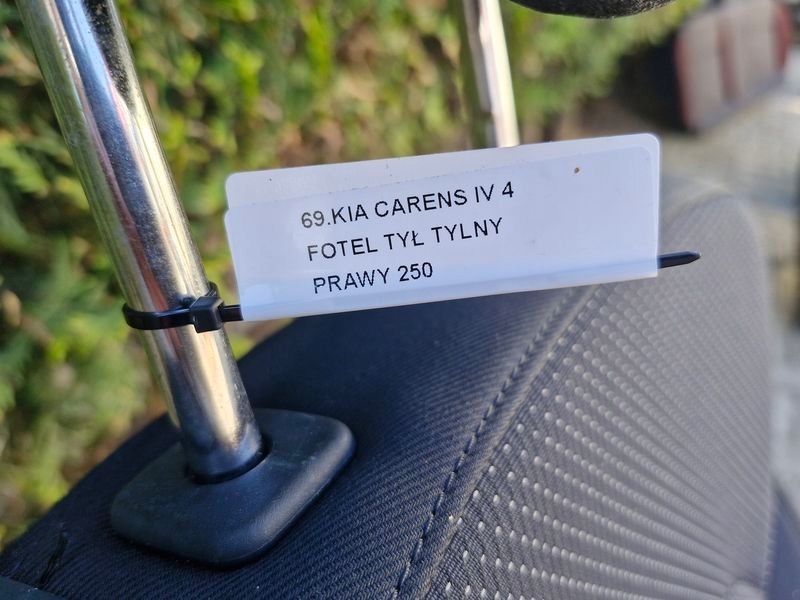 69.KIA CARENS IV 4
FOTEL TYŁ TYLNY
PRAWY 250